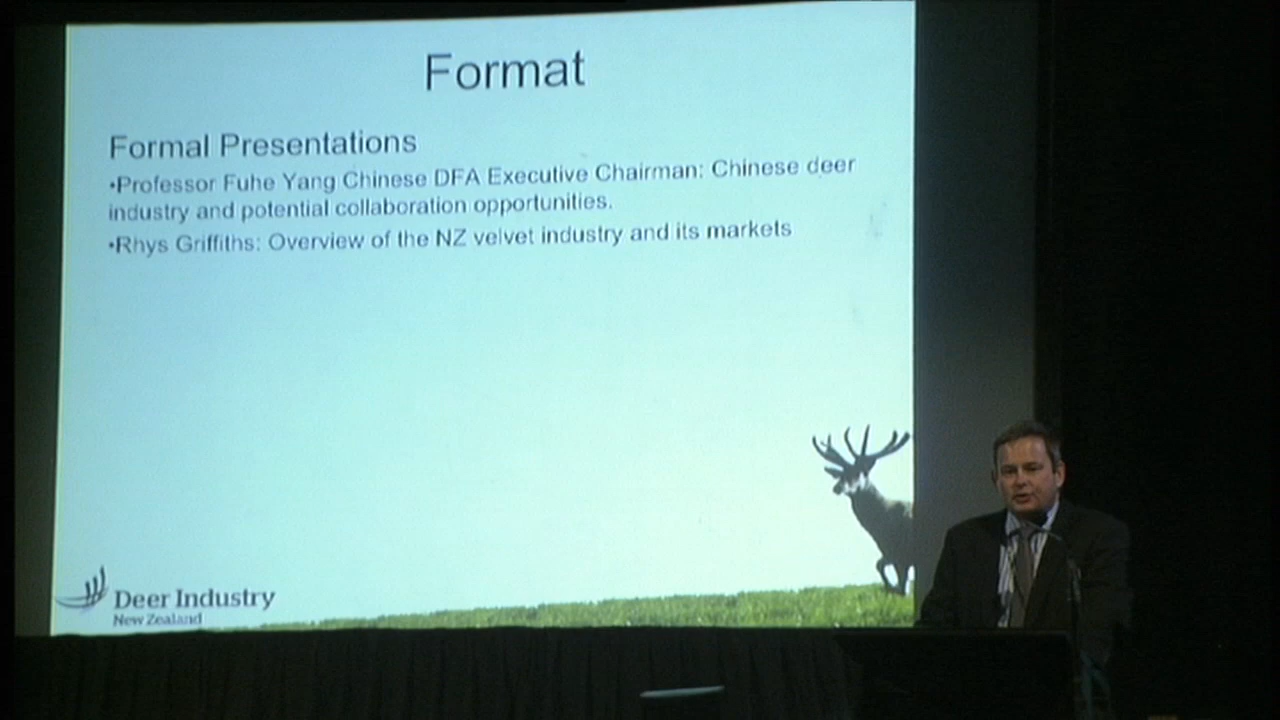 Format
Formal Presentations
•Professor Fuhe Yang Chinese DFA Executive Chairman: Chinese deer
industry and potential collaboration opportunities.
•Rhys Griffiths: Overview of the NZ velvet industry and its markets
Deer Industry
New Zealand